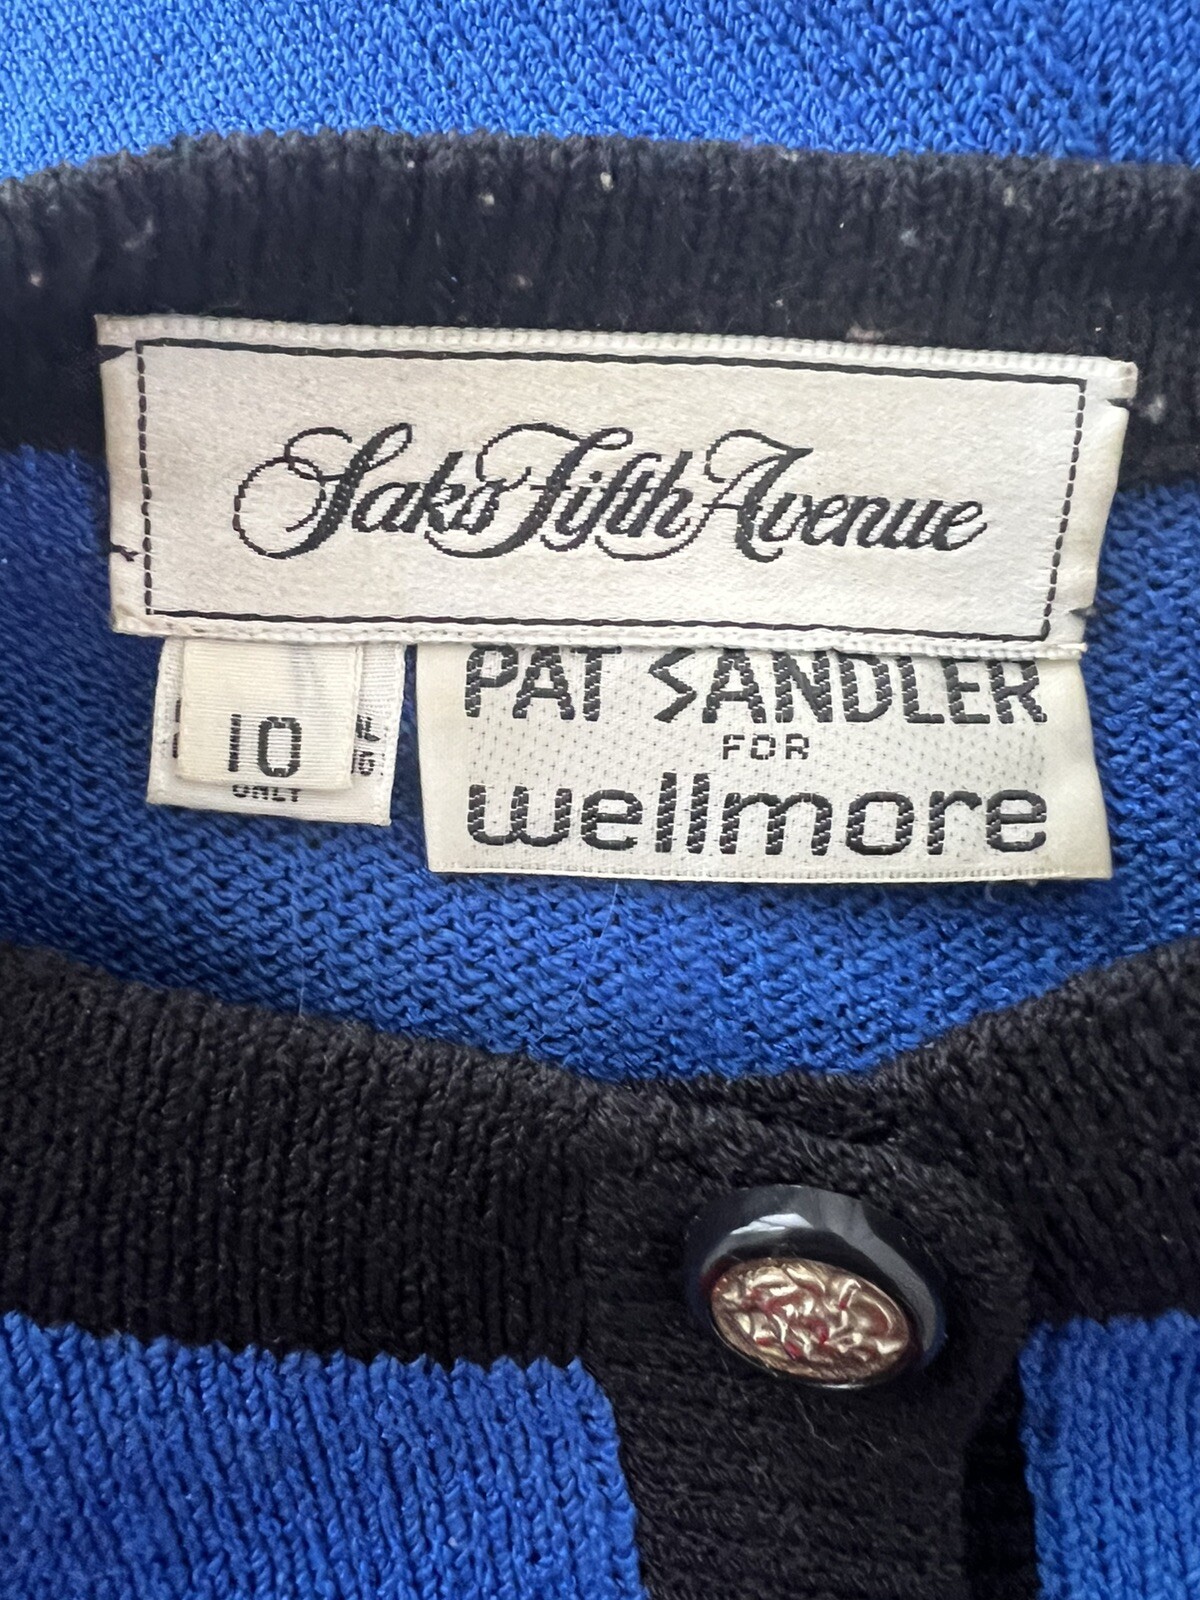 Saks Fifth Avenue
10
ONLY
PAT SANDLER
FOR
wellmore